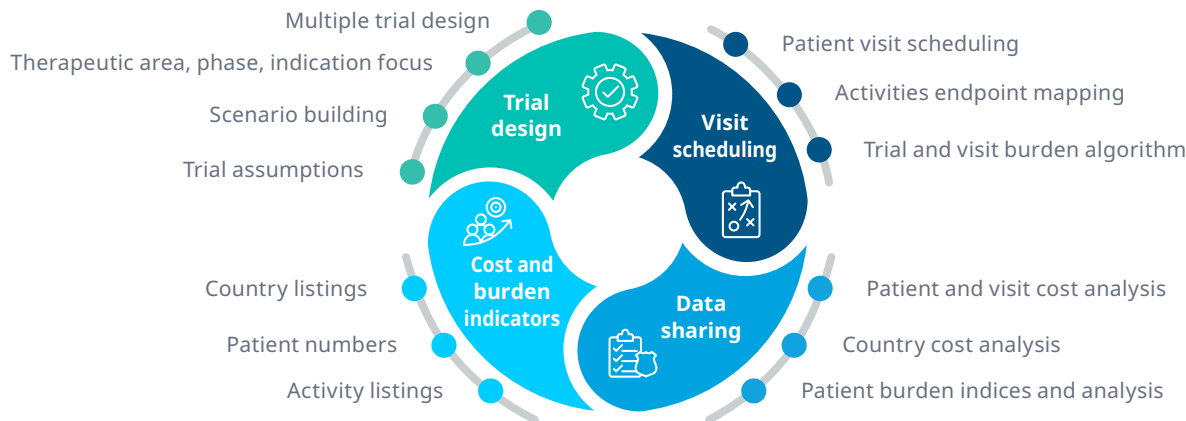 Multiple trial design
Therapeutic area, phase, indication focus
Scenario building
Trial assumptions
Trial
design
Visit
scheduling
Patient visit scheduling
Activities endpoint mapping
Trial and visit burden algorithm
Cost and
burden
indicators
Country listings
Patient numbers
Activity listings
Data
sharing
Patient and visit cost analysis
Country cost analysis
Patient burden indices and analysis